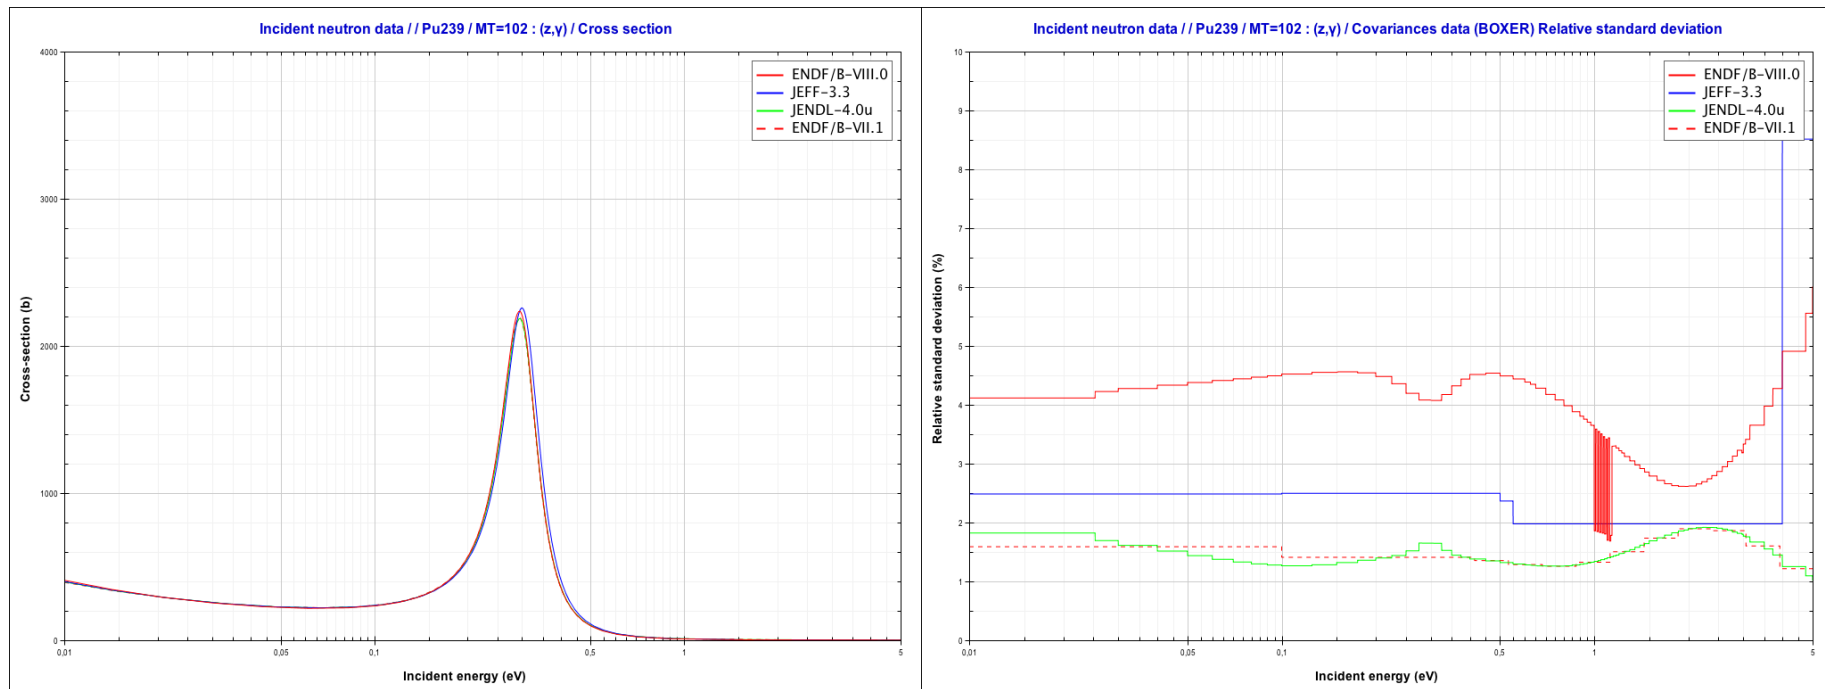 Incident neutron data / / Pu239 / MT=102 : (z,γ) / Cross section
4000
3000
2000
1000
0
Cross-section (b)
ENDF/B-VIII.0
JEFF-3.3
JENDL-4.0u
ENDF/B-VII.1
0,01
0,05
0,1
0,5
1
5
Incident energy (eV)
Incident neutron data / / Pu239 / MT=102 : (z,γ) / Covariances data (BOXER) Relative standard deviation
10
9
8
7
6
5
4
3
2
1
0
Relative standard deviation (%)
ENDF/B-VIII.0
JEFF-3.3
JENDL-4.0u
ENDF/B-VII.1
0,01
0,05
0,1
0,5
1
5
Incident energy (eV)